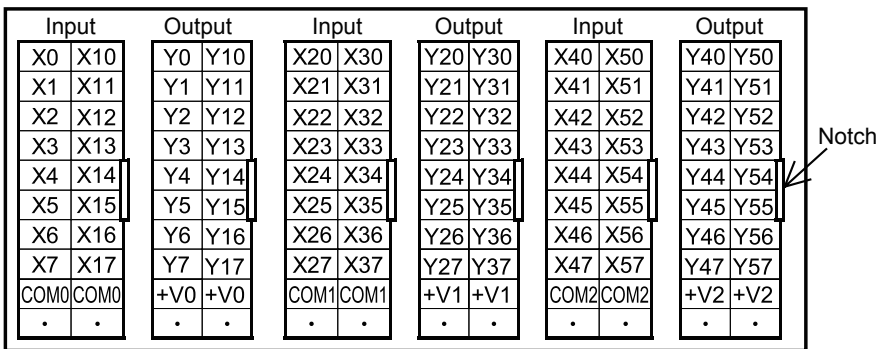 Input Output Input Output Input Output
X0 X10 Y0 Y10 X20 X30 Y20 Y30 X40 X50 Y40 Y50
X1 X11 Y1 Y11 X21 X31 Y21 Y31 X41 X51 Y41 Y51
X2 X12 Y2 Y12 X22 X32 Y22 Y32 X42 X52 Y42 Y52
X3 X13 Y3 Y13 X23 X33 Y23 Y33 X43 X53 Y43 Y53
Notch
X4 X14 Y4 Y14 X24 X34 Y24 Y34 X44 X54 Y44 Y54
X5 X15 Y5 Y15 X25 X35 Y25 Y35 X45 X55 Y45 Y55
X6 X16 Y6 Y16 X26 X36 Y26 Y36 X46 X56 Y46 Y56
X7 X17 Y7 Y17 X27 X37 Y27 Y37 X47 X57 Y47 Y57
COM0 COM0 +V0 +V0 COM1 COM1 +V1 +V1 COM2 COM2 +V2 +V2
· · · · · · · · · · · ·